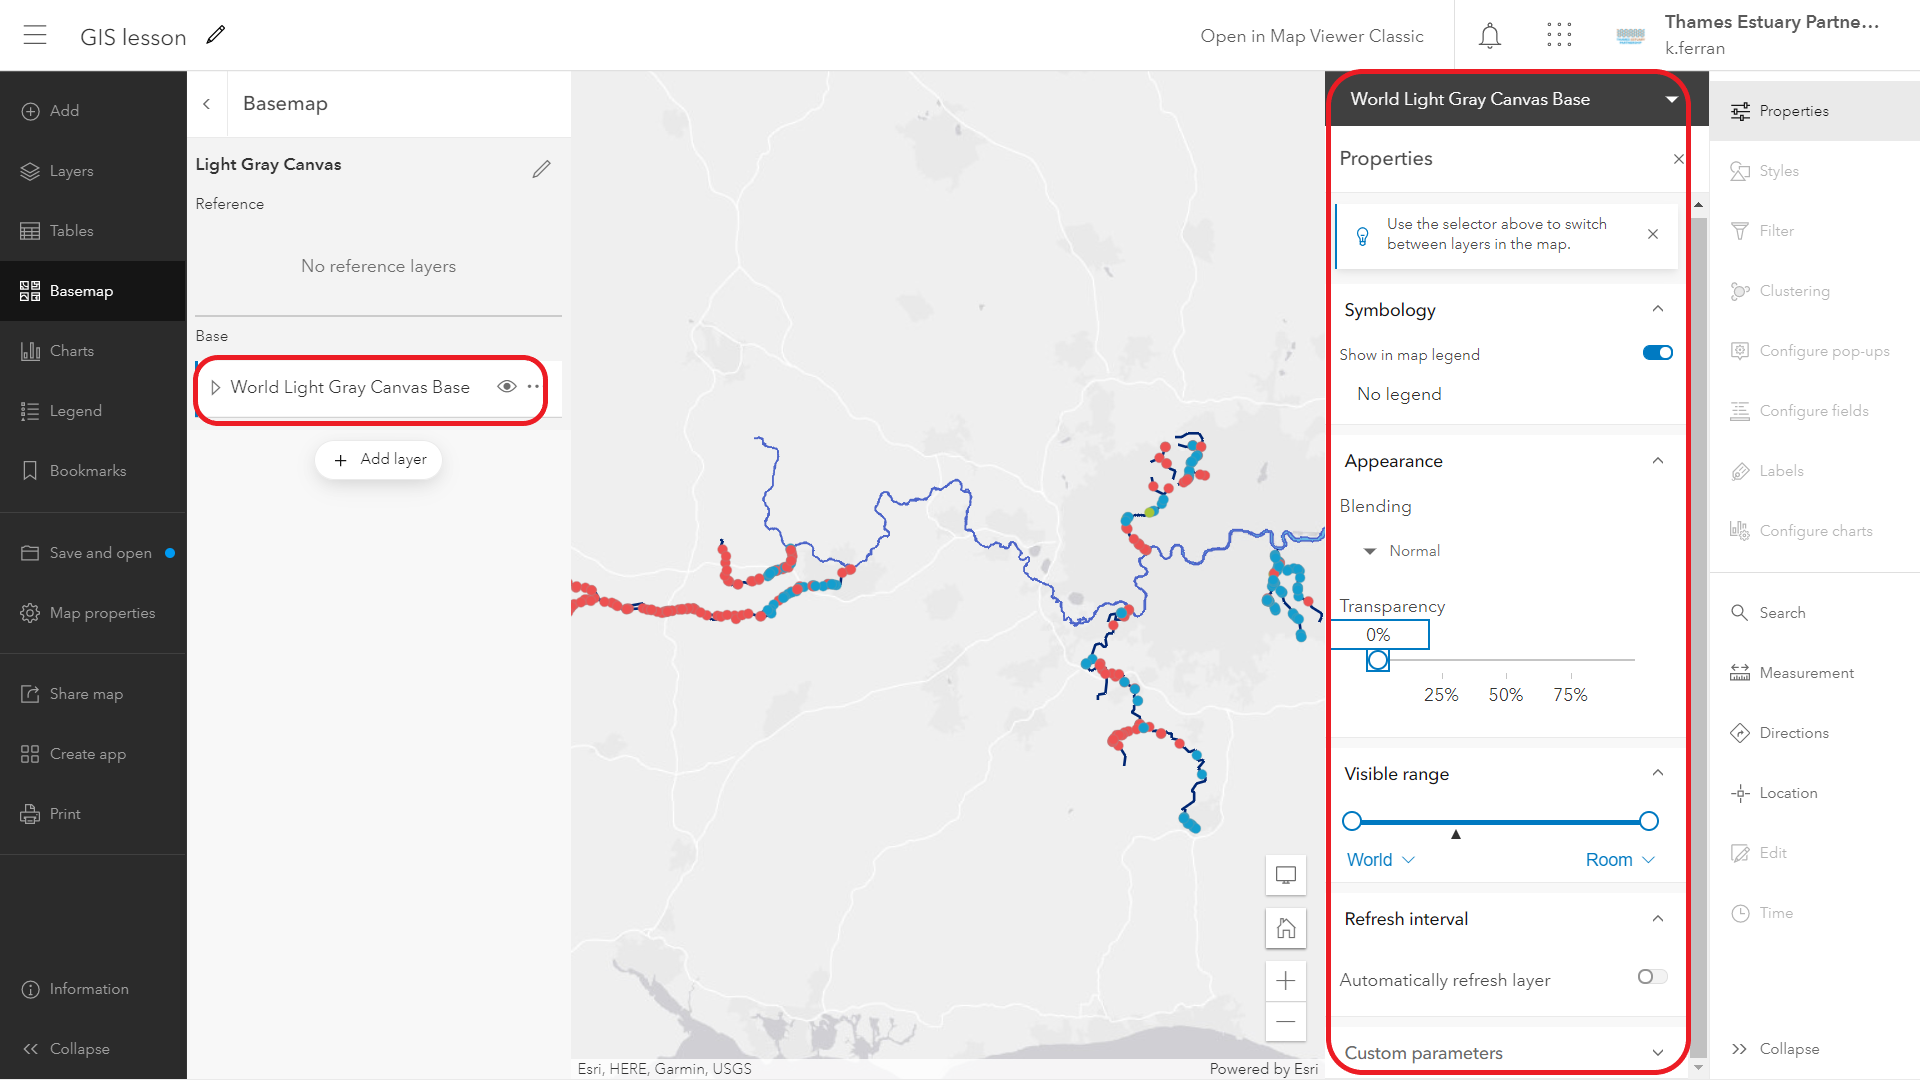 GIS lesson
Open in Map Viewer Classic
Thames Estuary Partne...
k.ferran
Add
Layers
Tables
Basemap
Charts
Legend
Bookmarks
Save and open
Map properties
Share map
Create app
Print
Information
Collapse
Basemap
Light Gray Canvas
Reference
No reference layers
Base
World Light Gray Canvas Base
Add layer
Esri, HERE, Garmin, USGS
Powered by Esri
World Light Gray Canvas Base
Properties
Use the selector above to switch
between layers in the map.
Symbology
Show in map legend
No legend
Appearance
Blending
Normal
Transparency
0%
25% 50% 75%
Visible range
World Room
Refresh interval
Automatically refresh layer
Custom parameters
Properties
Styles
Filter
Clustering
Configure pop-ups
Configure fields
Labels
Configure charts
Search
Measurement
Directions
Location
Edit
Time
Collapse